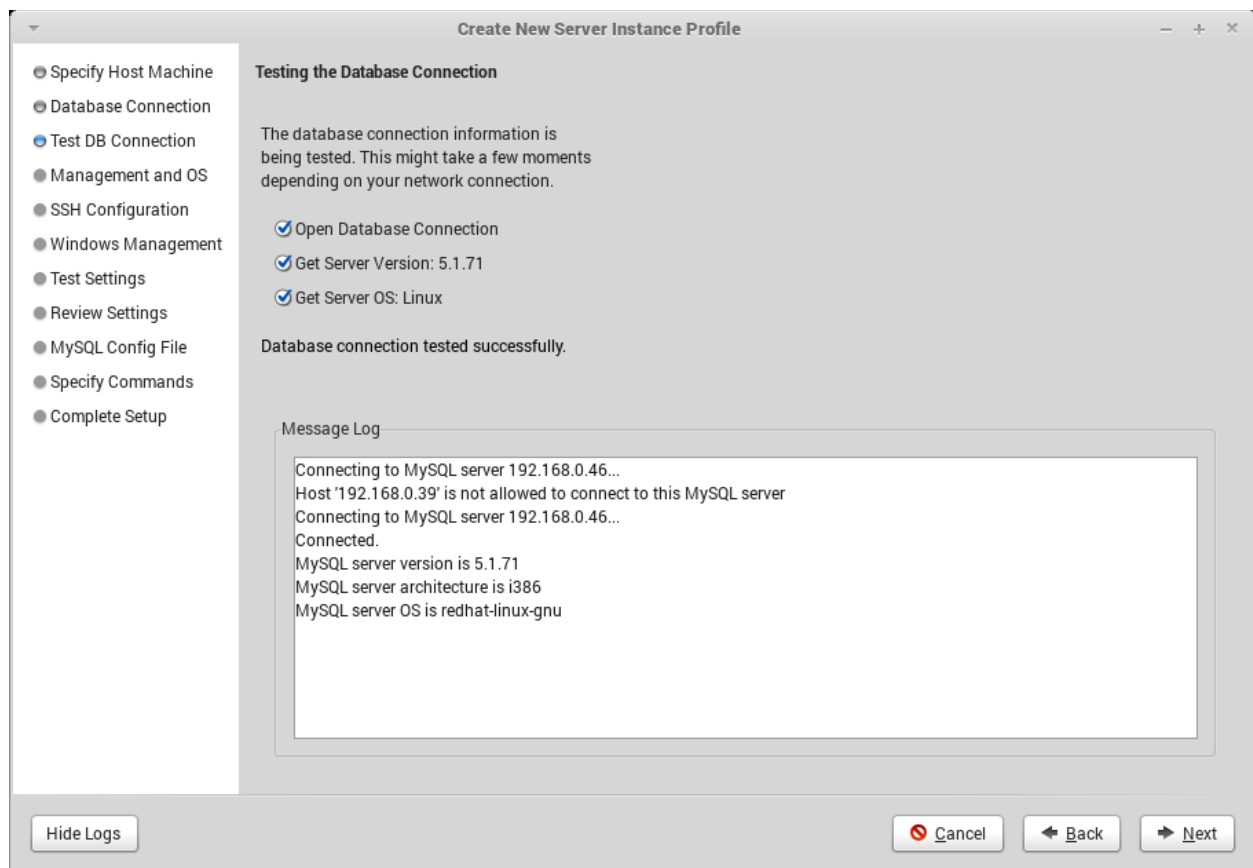 Create New Server Instance Profile
Specify Host Machine
Database Connection
Test DB Connection
Management and OS
SSH Configuration
Windows Management
Test Settings
Review Settings
MySQL Config File
Specify Commands
Complete Setup
Testing the Database Connection
The database connection information is
being tested. This might take a few moments
depending on your network connection.
Open Database Connection
Get Server Version: 5.1.71
Get Server OS: Linux
Database connection tested successfully.
Message Log
Connecting to MySQL server 192.168.0.46...
Host '192.168.0.39' is not allowed to connect to this MySQL server
Connecting to MySQL server 192.168.0.46...
Connected.
MySQL server version is 5.1.71
MySQL server architecture is i386
MySQL server OS is redhat-linux-gnu
Hide Logs
Cancel
Back
Next